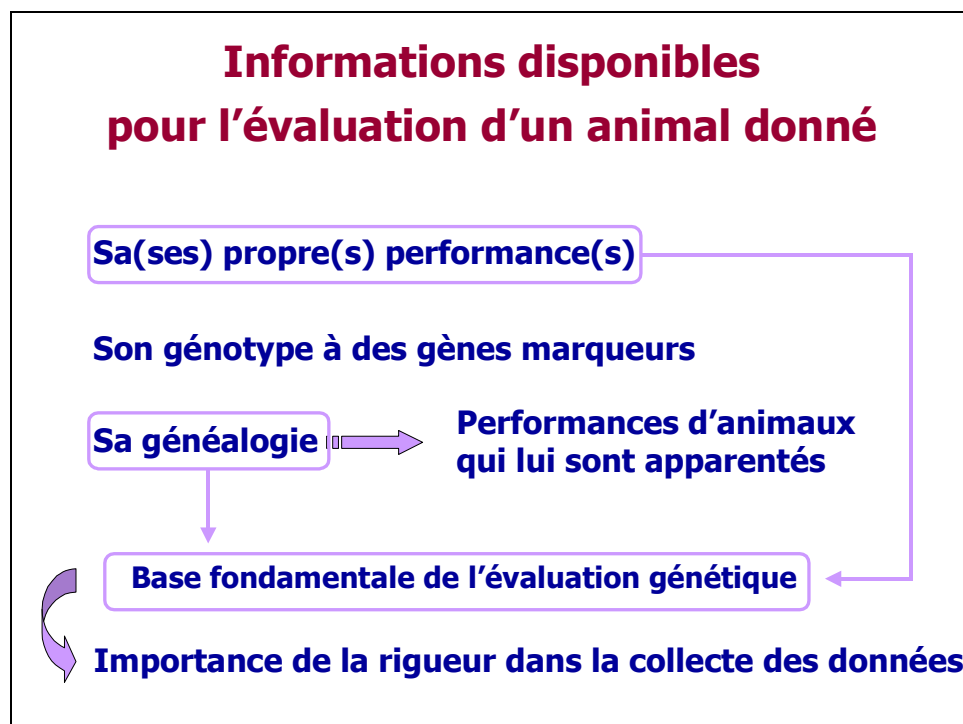 Informations disponibles
pour l’évaluation d’un animal donné
Sa(ses) propre(s) performance(s)
Son génotype à des gènes marqueurs
Sa généalogie
Performances d’animaux
qui lui sont apparentés
Base fondamentale de l’évaluation génétique
Importance de la rigueur dans la collecte des données